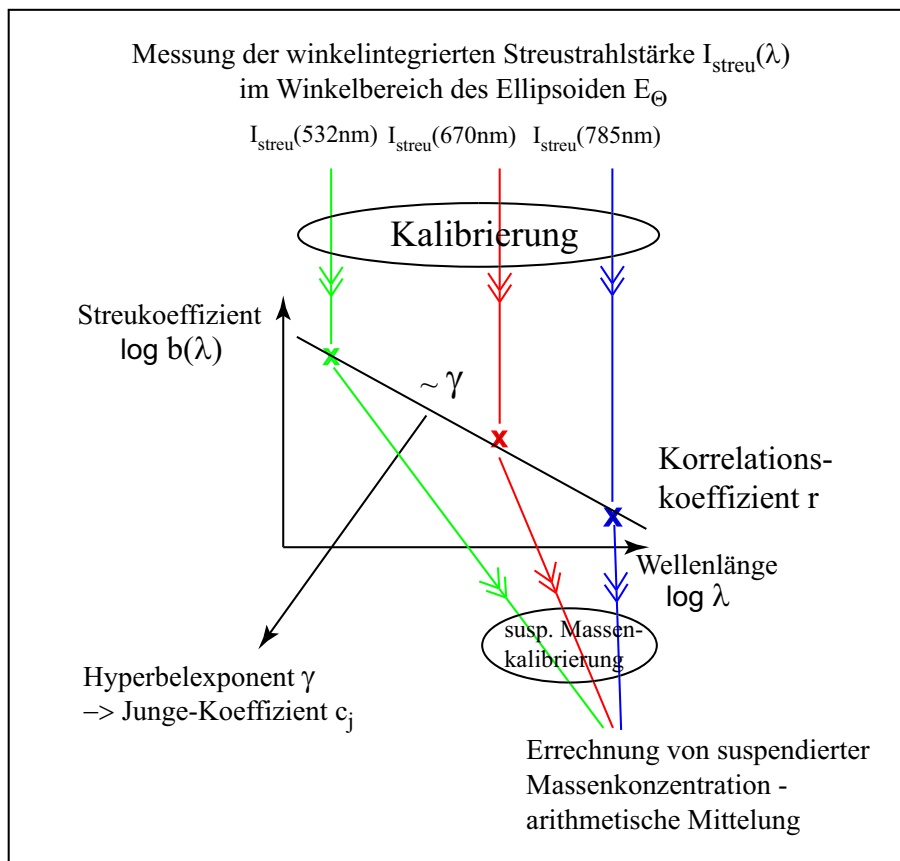 Messung der winkelintegrierten Streustrahlstärke I_streu(λ)
im Winkelbereich des Ellipsoiden E_Θ
I_streu(532nm) I_streu(670nm) I_streu(785nm)
Kalibrierung
Streukoeffizient
log b(λ)
~ γ
Korrelations-
koeffizient r
Wellenlänge
log λ
susp. Massen-
kalibrierung
Hyperbelexponent γ
–> Junge-Koeffizient c_j
Errechnung von suspendierter
Massenkonzentration -
arithmetische Mittelung